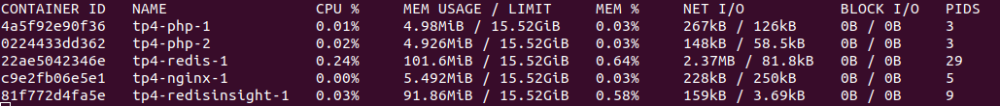 CONTAINER ID NAME CPU % MEM USAGE / LIMIT MEM % NET I/O BLOCK I/O PIDS
4a5f92e90f36 tp4-php-1 0.01% 4.98MiB / 15.52GiB 0.03% 267kB / 126kB 0B / 0B 3
0224433dd362 tp4-php-2 0.02% 4.926MiB / 15.52GiB 0.03% 148kB / 58.5kB 0B / 0B 3
22ae5042346e tp4-redis-1 0.24% 101.6MiB / 15.52GiB 0.64% 2.37MB / 81.8kB 0B / 0B 29
c9e2fb06e5e1 tp4-nginx-1 0.00% 5.492MiB / 15.52GiB 0.03% 228kB / 250kB 0B / 0B 5
81f772d4fa5e tp4-redisinsight-1 0.03% 91.86MiB / 15.52GiB 0.58% 159kB / 3.69kB 0B / 0B 9